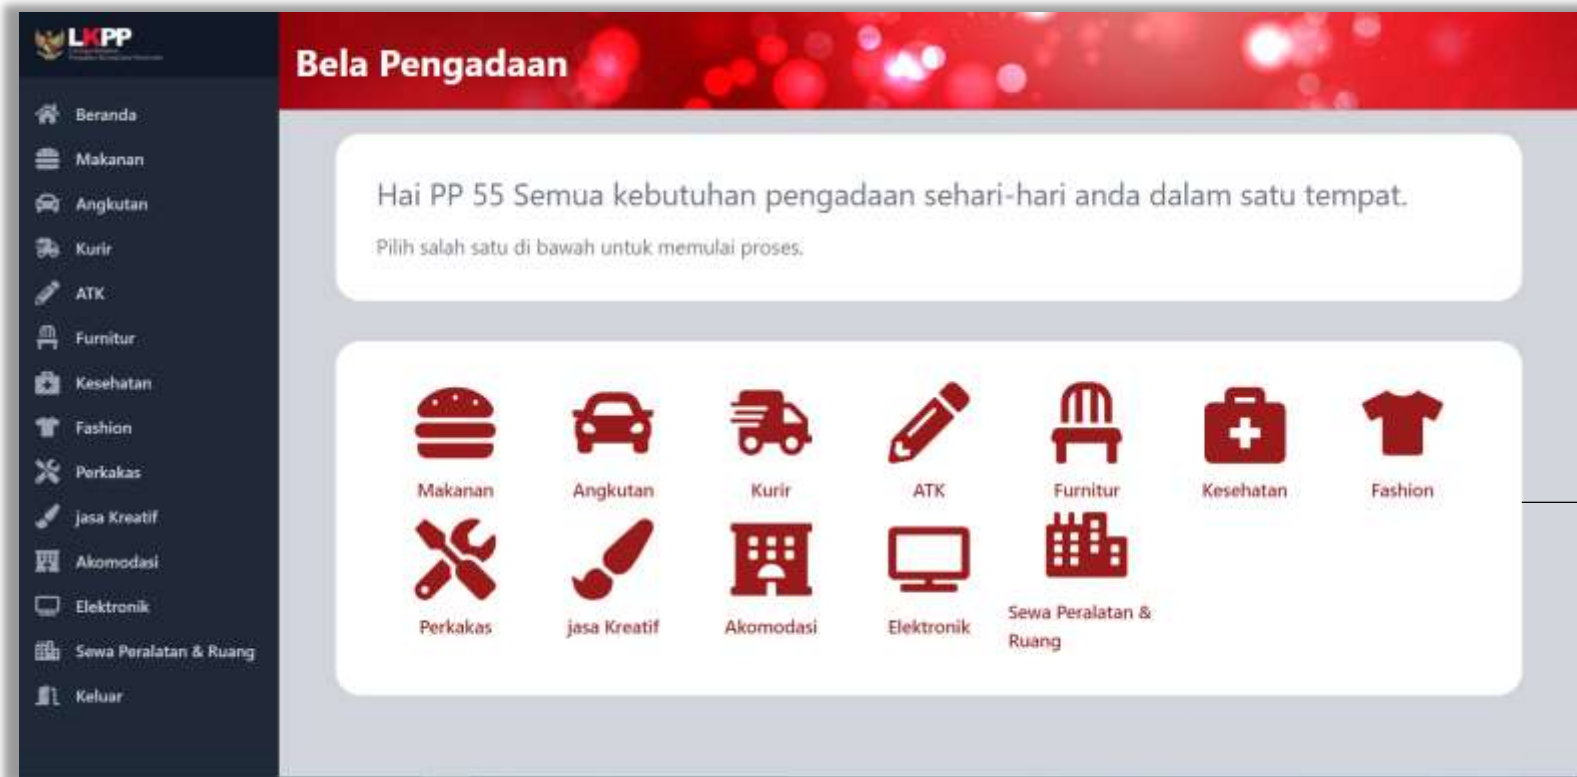 LKPP
Bela Pengadaan
Beranda
Makanan
Angkutan
Kurir
ATK
Furnitur
Kesehatan
Fashion
Perkakas
jasa Kreatif
Akomodasi
Elektronik
Sewa Peralatan & Ruang
Keluar
Hai PP 55 Semua kebutuhan pengadaan sehari-hari anda dalam satu tempat.
Pilih salah satu di bawah untuk memulai proses.
Makanan
Angkutan
Kurir
ATK
Furnitur
Kesehatan
Fashion
Perkakas
jasa Kreatif
Akomodasi
Elektronik
Sewa Peralatan &
Ruang